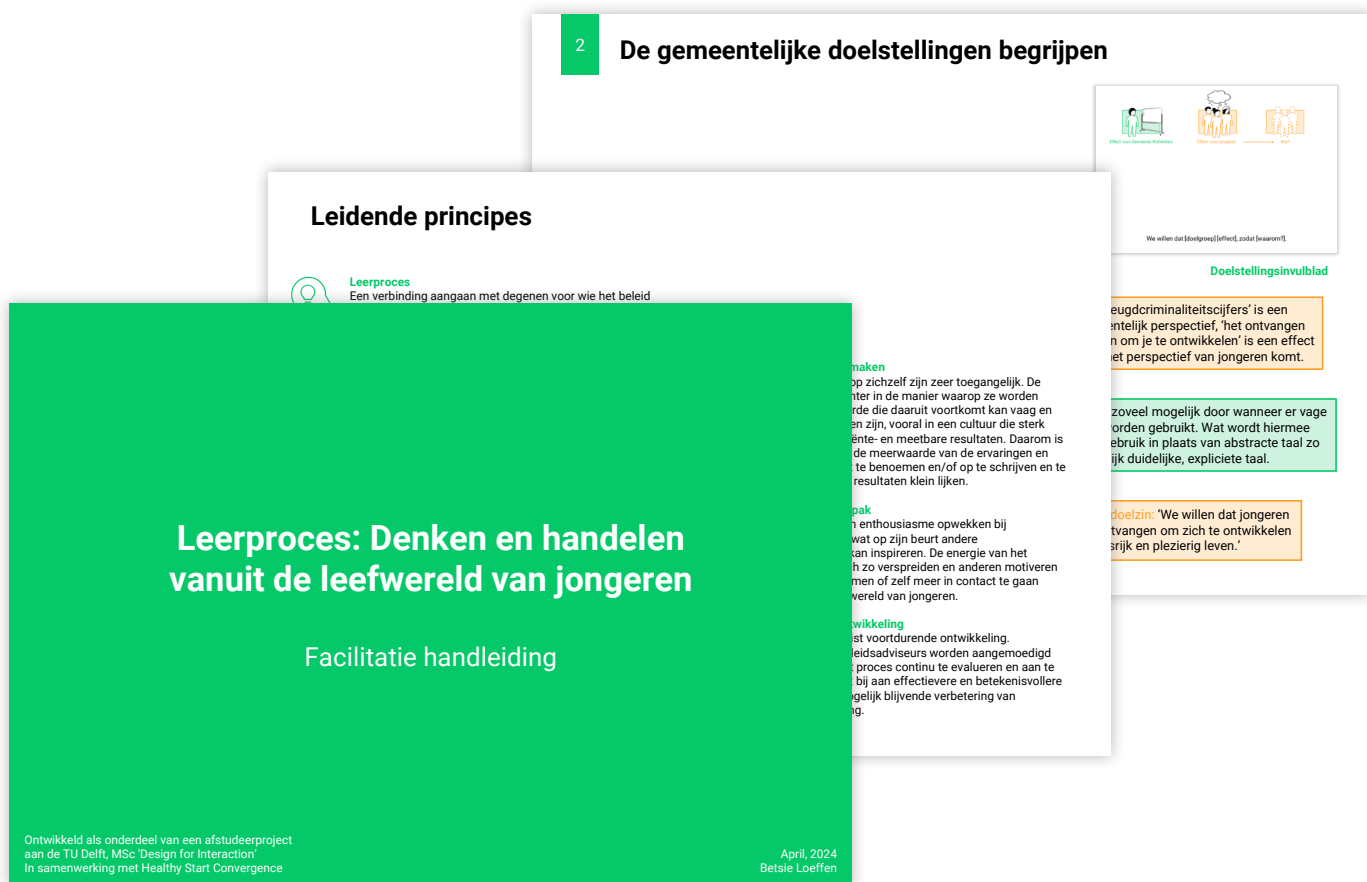 2
De gemeentelijke doelstellingen begrijpen
Effect voor Gemeente Rotterdam
Effect voor jongeren
We willen dat [doelgroep] [effect], zodat [waarom?].
Doelstellingsinvulblad
eugdcriminaliteitscijfers’ is een
entelijk perspectief, ‘het ontvangen
n om je te ontwikkelen’ is een effect
et perspectief van jongeren komt.
zoveel mogelijk door wanneer er vage
orden gebruikt. Wat wordt hiermee
ebruik in plaats van abstracte taal zo
ijk duidelijke, expliciete taal.
doelzin: ‘We willen dat jongeren
tvangen om zich te ontwikkelen
srijk en plezierig leven.’
Leidende principes
Leerproces
Een verbinding aangaan met degenen voor wie het beleid
maken
op zichzelf zijn zeer toegangelijk. De
nter in de manier waarop ze worden
rde die daaruit voortkomt kan vaag en
en zijn, vooral in een cultuur die sterk
ënte- en meetbare resultaten. Daarom is
de meerwaarde van de ervaringen en
t te benoemen en/of op te schrijven en te
resultaten klein lijken.
pak
n enthousiasme opwekken bij
wat op zijn beurt andere
kan inspireren. De energie van het
h zo verspreiden en anderen motiveren
men of zelf meer in contact te gaan
wereld van jongeren.
wikkeling
ist voortdurende ontwikkeling.
leidsadviseurs worden aangemoedigd
t proces continu te evalueren en aan te
bij aan effectievere en betekenisvollere
ogelijk blijvende verbetering van
ng.
Leerproces: Denken en handelen
vanuit de leefwereld van jongeren
Facilitatie handleiding
Ontwikkeld als onderdeel van een afstudeerproject
aan de TU Delft, MSc ‘Design for Interaction’
In samenwerking met Healthy Start Convergence
April, 2024
Betsie Loeffen